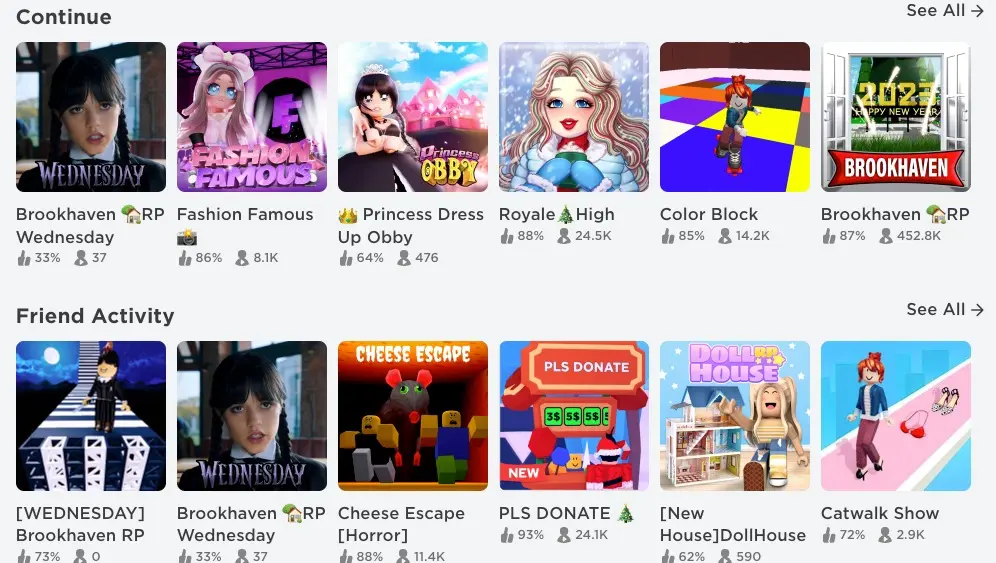 Continue
See All →
WEDNESDAY
FASHION
FAMOUS
Princess
OBBY
2023
HAPPY NEW YEAR
BROOKHAVEN
Brookhaven 🏡RP
Wednesday
33% 37
Fashion Famous
📸
86% 8.1K
👑 Princess Dress
Up Obby
64% 476
Royale🎄High
88% 24.5K
Color Block
85% 14.2K
Brookhaven 🏡RP
87% 452.8K
Friend Activity
See All →
WEDNESDAY
CHEESE ESCAPE
PLS DONATE
3$ 5$ 5$
NEW
DOLL RP
HOUSE
[WEDNESDAY]
Brookhaven RP
73% 0
Brookhaven 🏡RP
Wednesday
33% 37
Cheese Escape
[Horror]
88% 11.4K
PLS DONATE 🎄
93% 24.1K
[New
House]DollHouse
62% 590
Catwalk Show
72% 2.9K